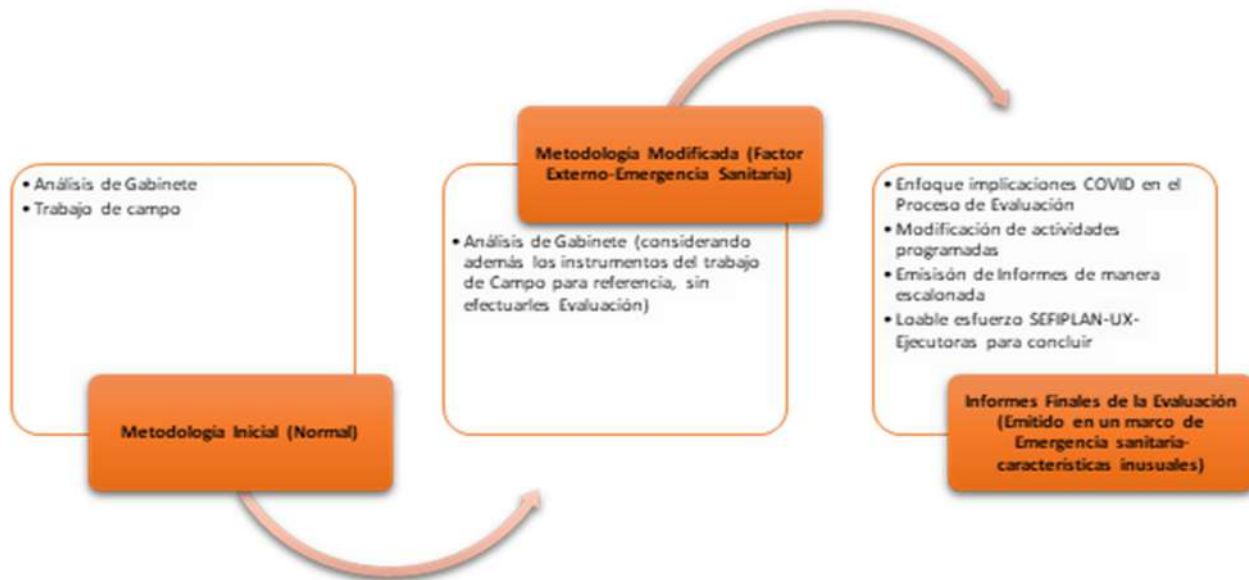 • Análisis de Gabinete
• Trabajo de campo
Metodología Inicial (Normal)
Metodología Modificada (Factor
Externo-Emergencia Sanitaria)
• Análisis de Gabinete (considerando
además los instrumentos del trabajo
de Campo para referencia, sin
efectuarles Evaluación)
• Enfoque implicaciones COVID en el
Proceso de Evaluación
• Modificación de actividades
programadas
• Emisisón de Informes de manera
escalonada
• Loable esfuerzo SEFIPLAN-UX-
Ejecutoras para concluir
Informes Finales de la Evaluación
(Emitido en un marco de
Emergencia sanitaria-
características inusuales)